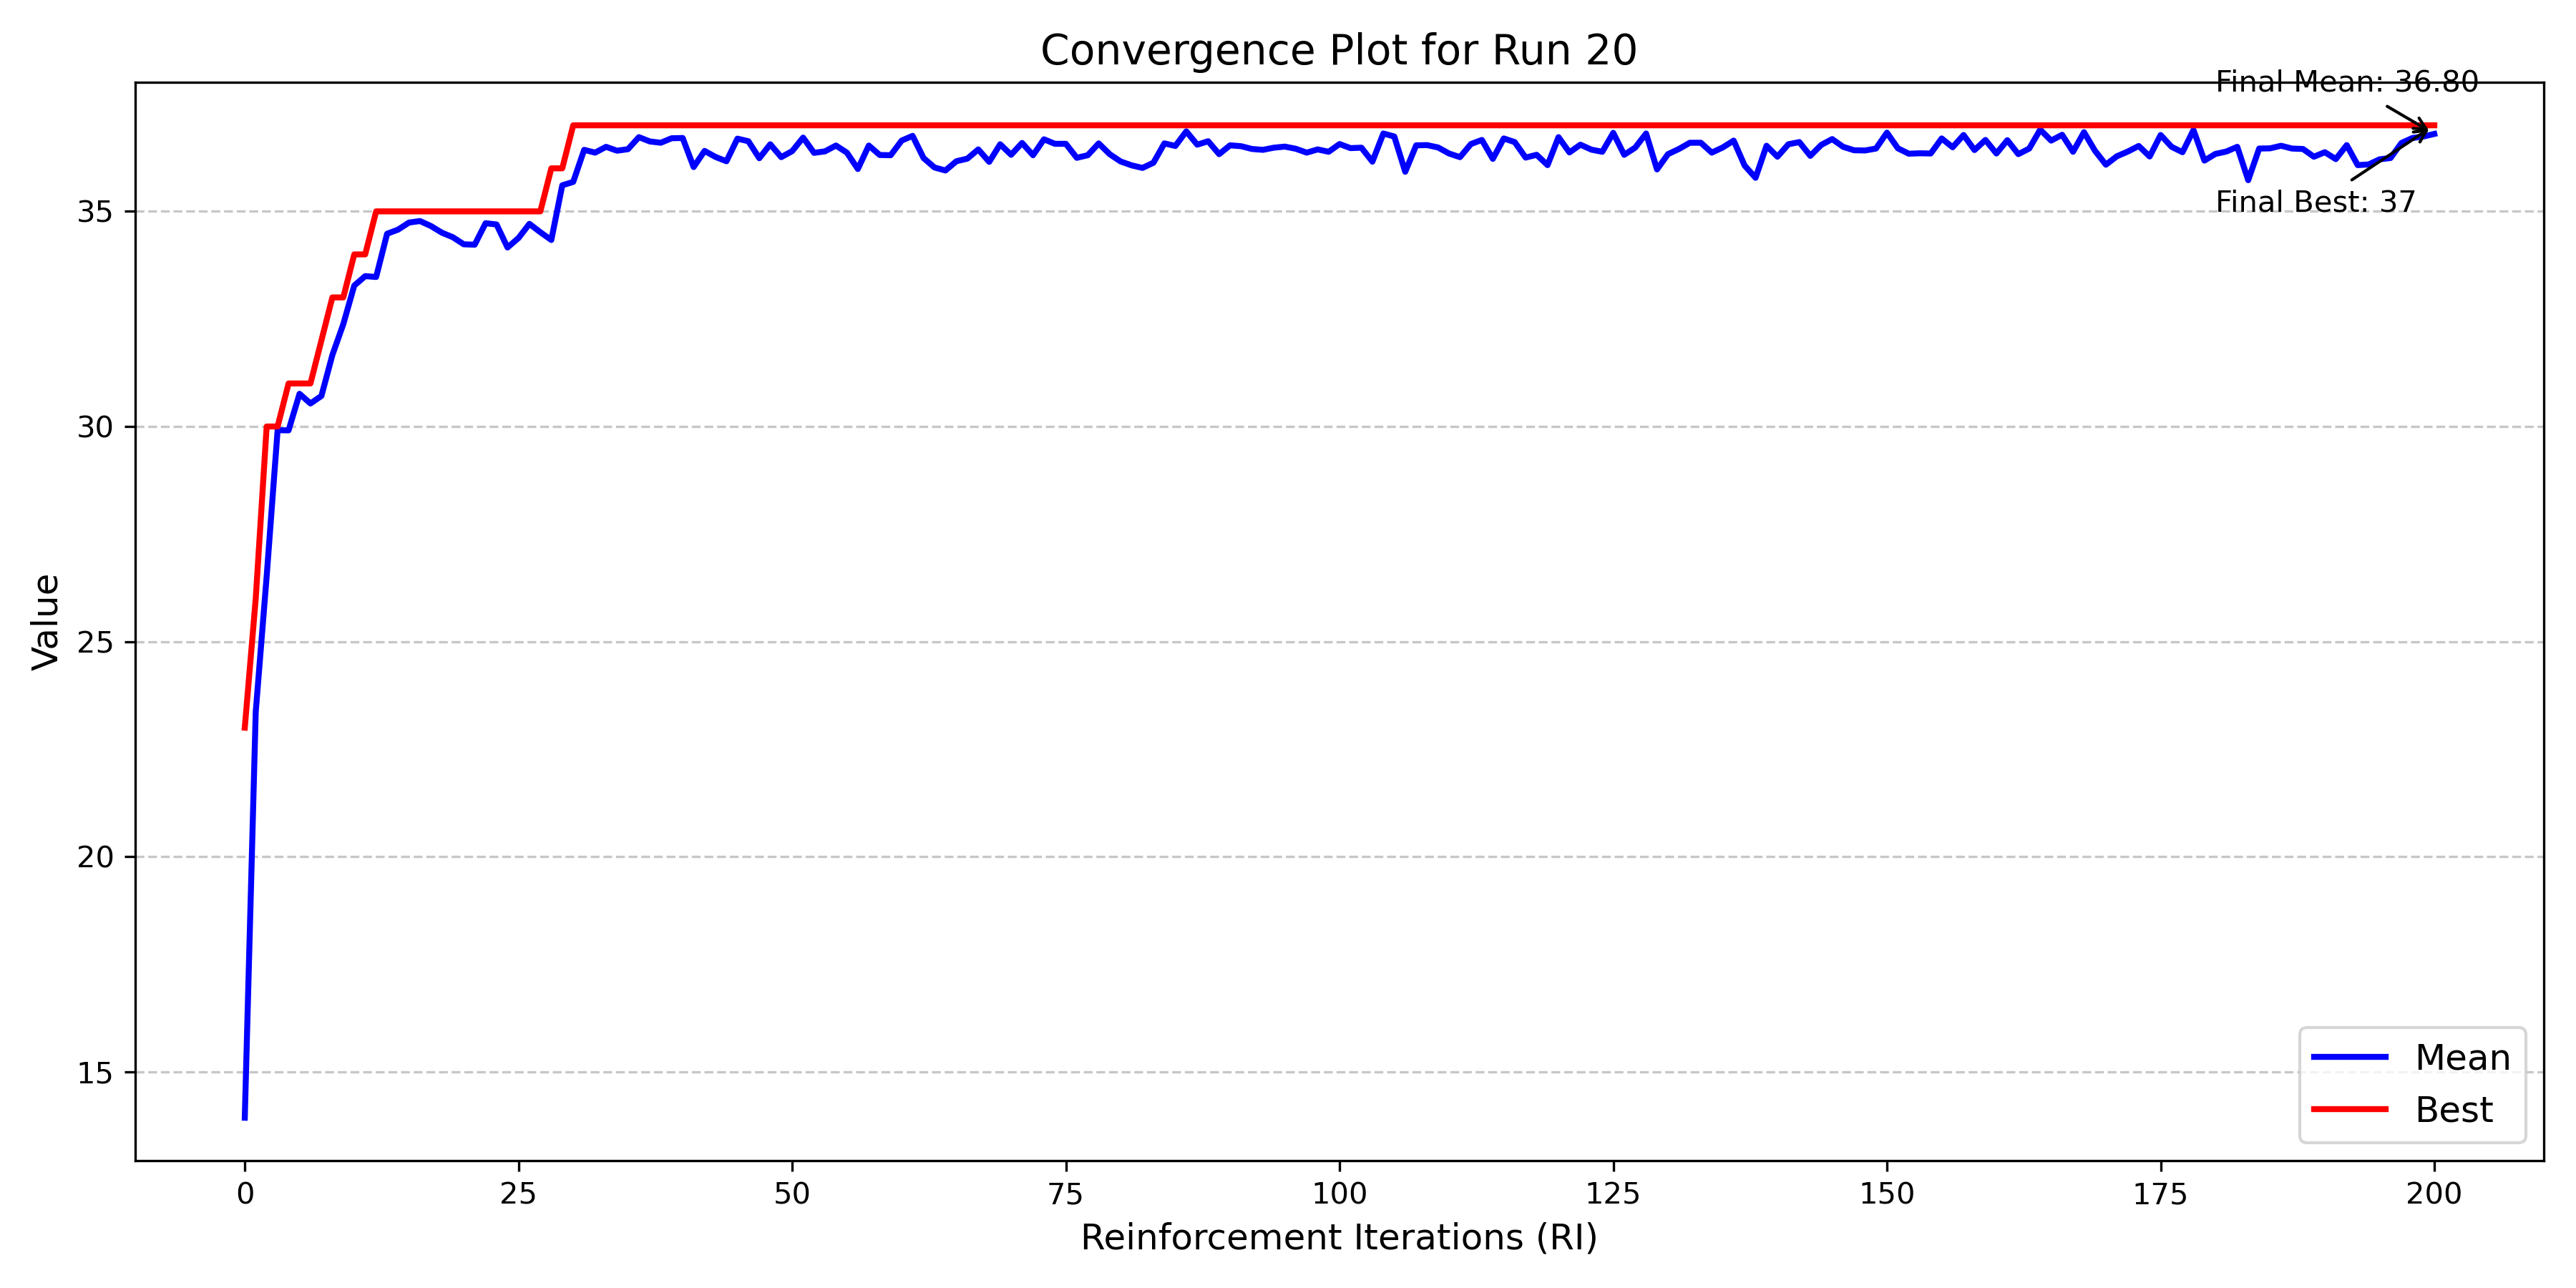 Convergence Plot for Run 20
Final Mean: 36.80
Final Best: 37
Value
35
30
25
20
15
0 25 50 75 100 125 150 175 200
Reinforcement Iterations (RI)
Mean
Best